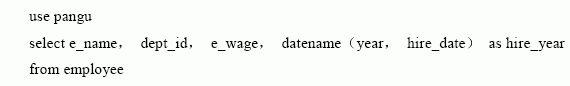 use pangu
select e_name， dept_id， e_wage， datename（year， hire_date） as hire_year
from employee